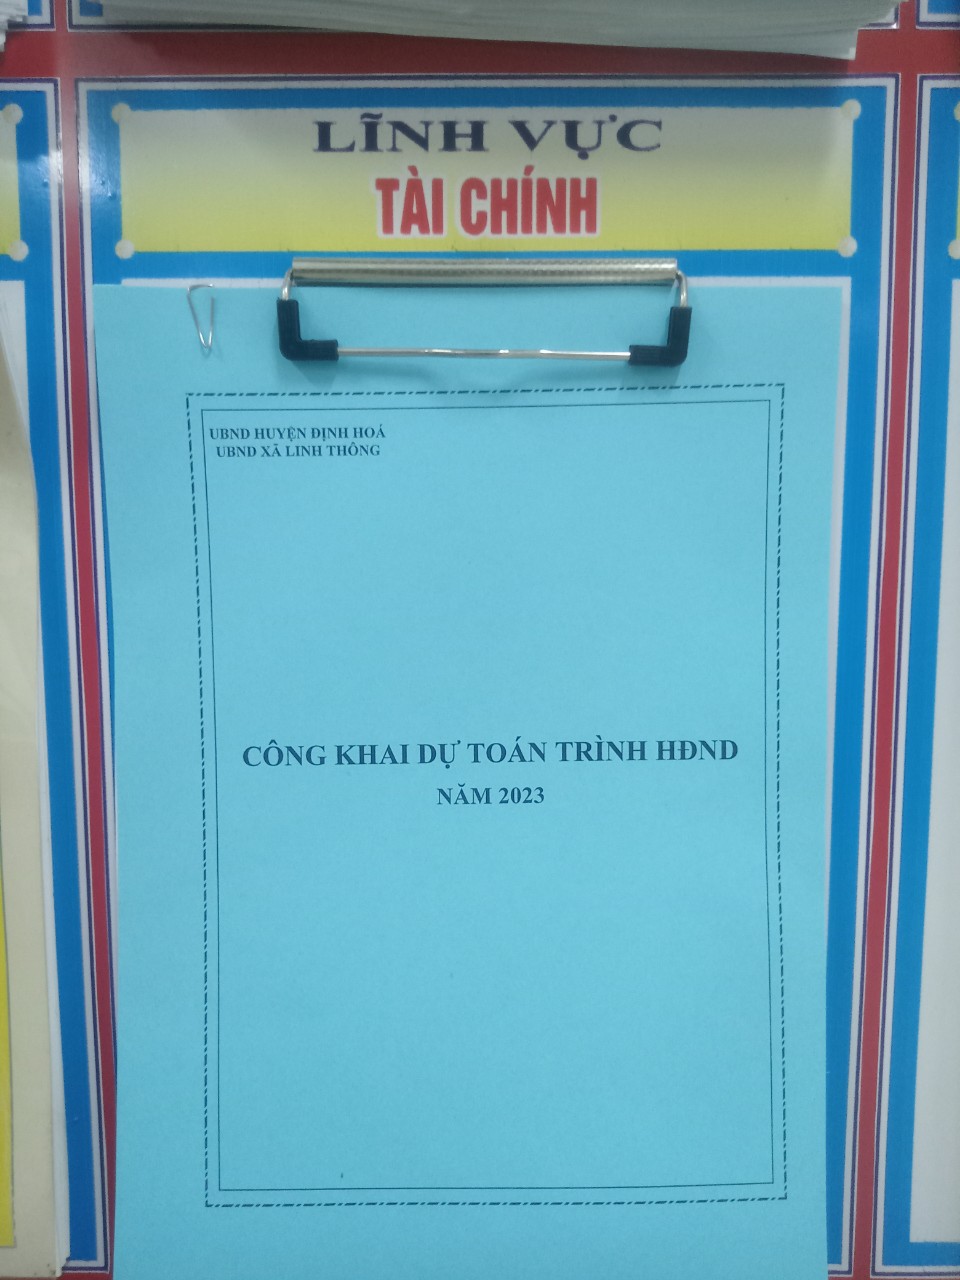 LĨNH VỰC
TÀI CHÍNH
UBND HUYỆN ĐỊNH HOÁ
UBND XÃ LINH THÔNG
CÔNG KHAI DỰ TOÁN TRÌNH HĐND
NĂM 2023